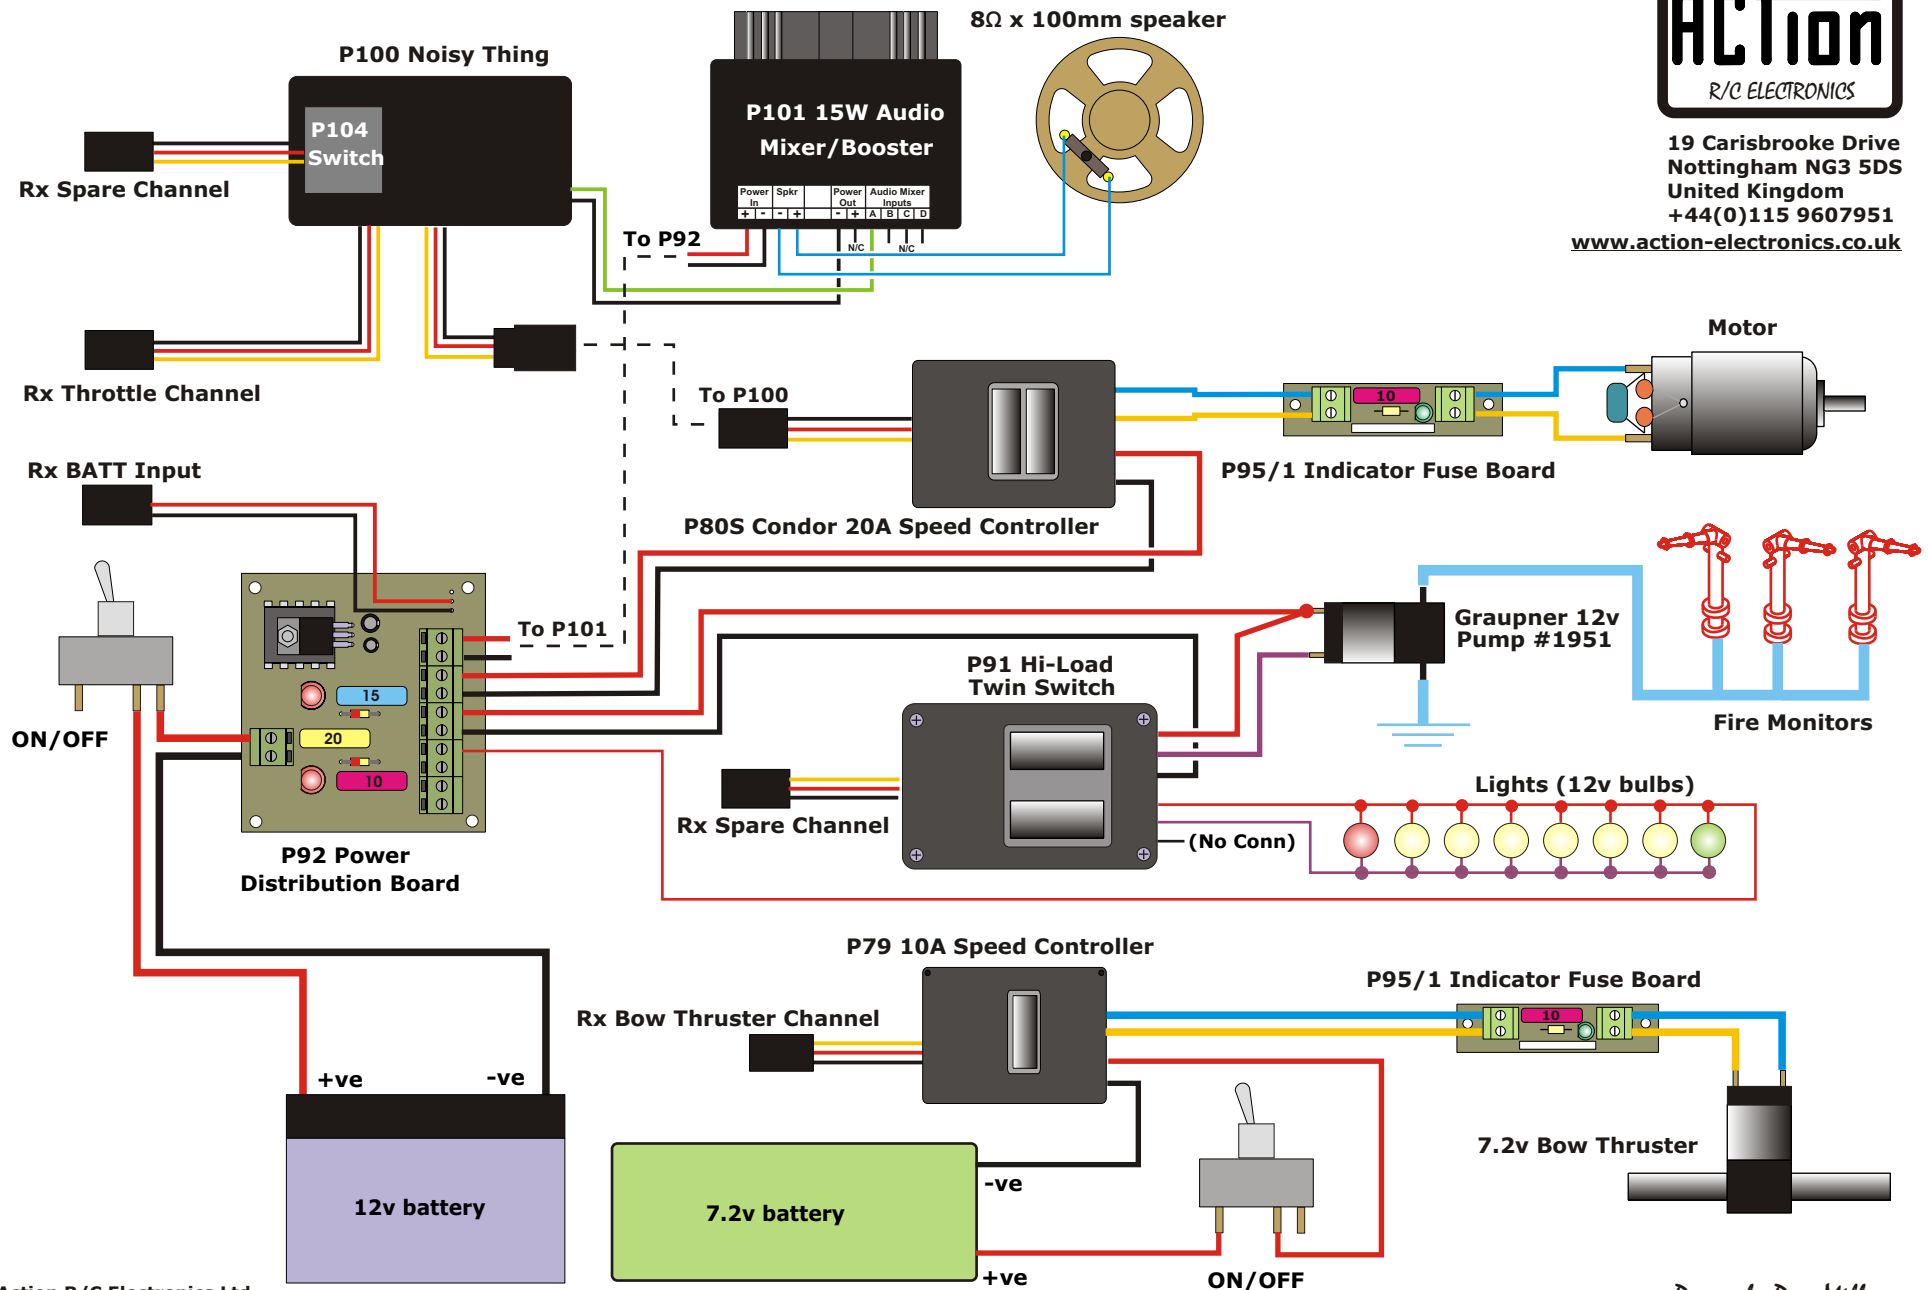 8Ω x 100mm speaker
P100 Noisy Thing
ACTion
R/C ELECTRONICS
P101 15W Audio
Mixer/Booster
P104
Switch
19 Carisbrooke Drive
Nottingham NG3 5DS
United Kingdom
+44(0)115 9607951
www.action-electronics.co.uk
Rx Spare Channel
Power In
Spkr
Power Out
Audio Mixer Inputs
+ - - + - + A B C D
N/C
N/C
To P92
Motor
Rx Throttle Channel
To P100
10
P95/1 Indicator Fuse Board
Rx BATT Input
P80S Condor 20A Speed Controller
To P101
Graupner 12v
Pump #1951
P91 Hi-Load
Twin Switch
15
20
10
ON/OFF
Fire Monitors
Lights (12v bulbs)
Rx Spare Channel
(No Conn)
P92 Power
Distribution Board
P79 10A Speed Controller
P95/1 Indicator Fuse Board
Rx Bow Thruster Channel
10
+ve
-ve
7.2v Bow Thruster
-ve
12v battery
7.2v battery
+ve
ON/OFF